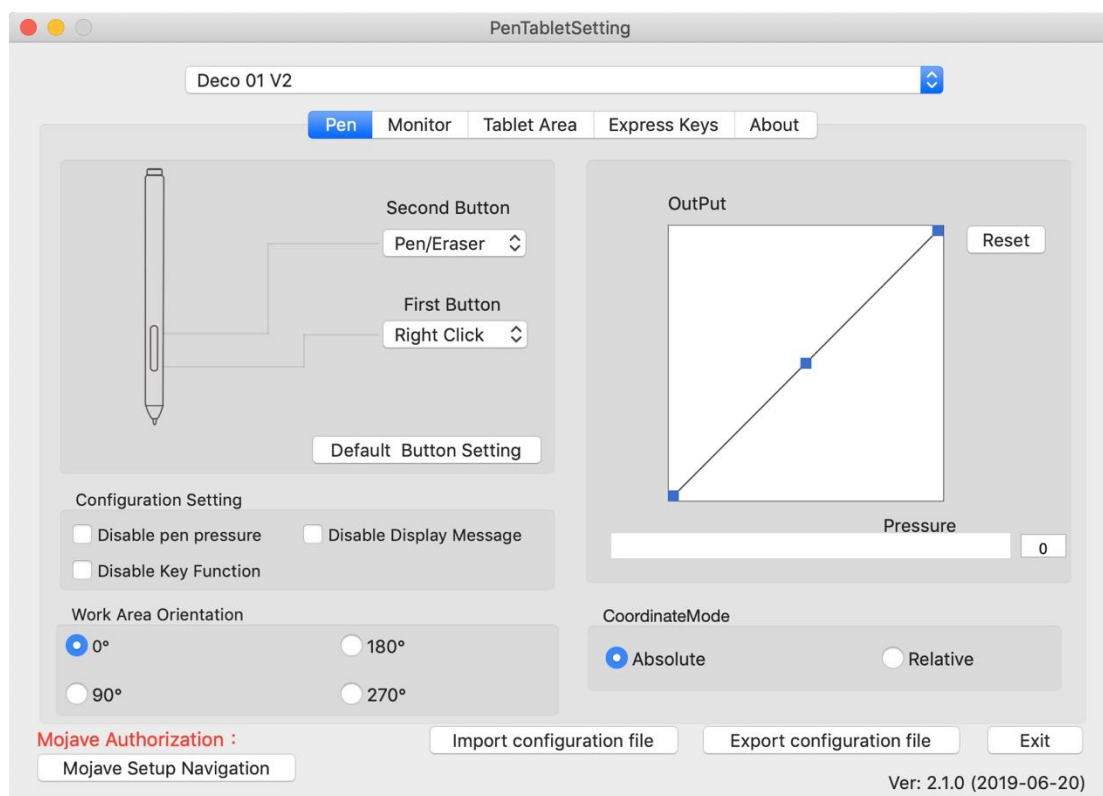 PenTabletSetting
Deco 01 V2
Pen Monitor Tablet Area Express Keys About
Second Button
Pen/Eraser
First Button
Right Click
Default Button Setting
OutPut
Reset
Pressure
0
Configuration Setting
Disable pen pressure Disable Display Message
Disable Key Function
Work Area Orientation
0° 180°
90° 270°
CoordinateMode
Absolute Relative
Mojave Authorization：
Mojave Setup Navigation
Import configuration file Export configuration file Exit
Ver: 2.1.0 (2019-06-20)